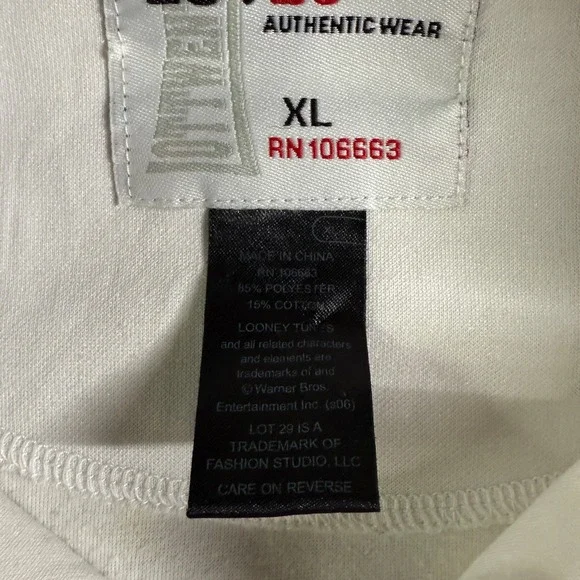 AUTHENTIC WEAR
XL
RN 106663
MADE IN CHINA
RN 106663
85% POLYESTER
15% COTTON
LOONEY TUNES
and all related characters
and elements are
trademarks of and
©Warner Bros.
Entertainment Inc. (s06)
LOT 29 IS A
TRADEMARK OF
FASHION STUDIO, LLC
CARE ON REVERSE